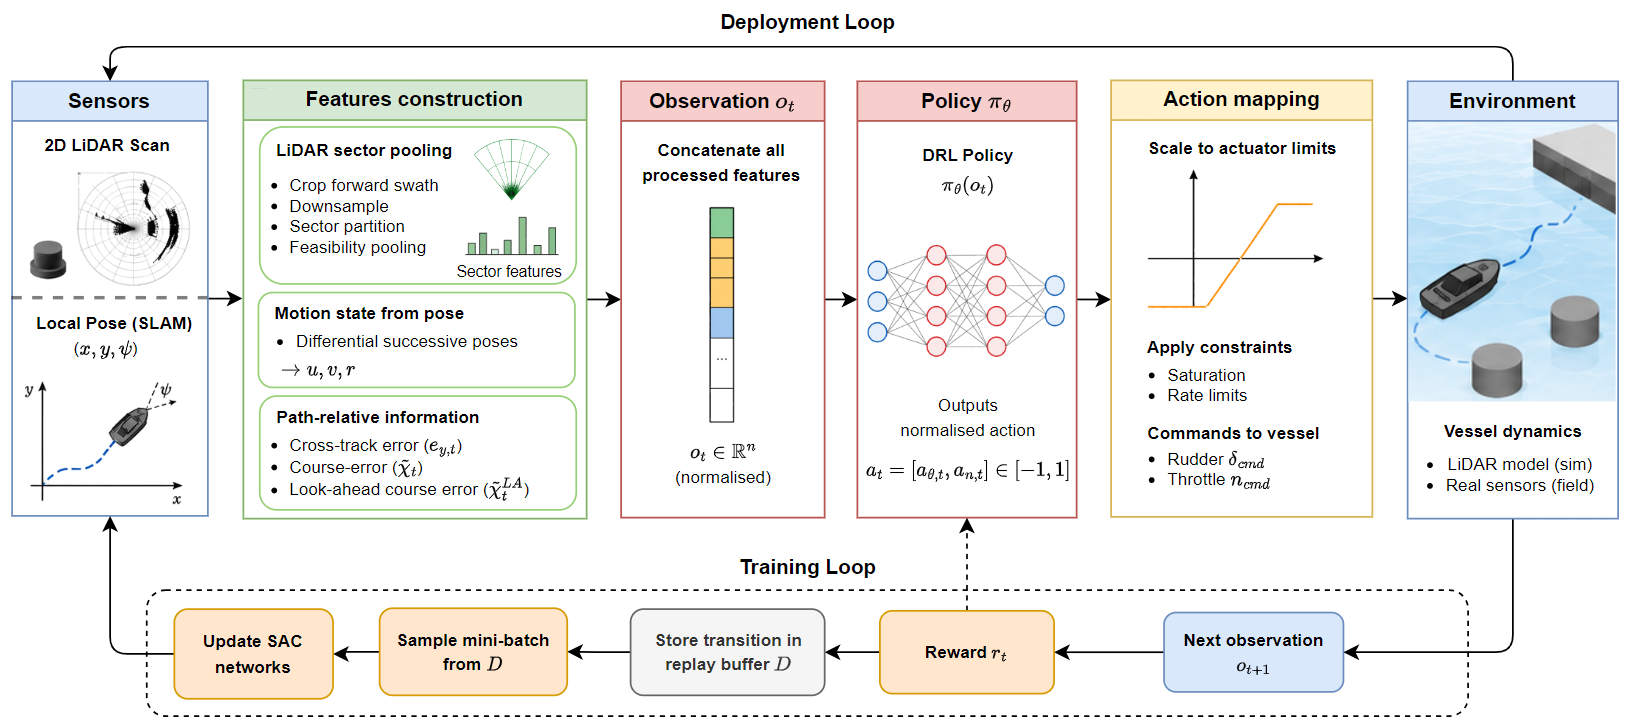 Deployment Loop
Sensors
2D LiDAR Scan
Local Pose (SLAM)
(x, y, ψ)
y
ψ
x
Features construction
LiDAR sector pooling
• Crop forward swath
• Downsample
• Sector partition
• Feasibility pooling
Sector features
Motion state from pose
• Differential successive poses
→ u, v, r
Path-relative information
• Cross-track error (e_{y,t})
• Course-error (χ̃_t)
• Look-ahead course error (χ̃_t^{LA})
Observation o_t
Concatenate all
processed features
...
o_t ∈ ℝ^n
(normalised)
Policy π_θ
DRL Policy
π_θ(o_t)
Outputs
normalised action
a_t = [a_{θ,t}, a_{n,t}] ∈ [−1, 1]
Action mapping
Scale to actuator limits
Apply constraints
• Saturation
• Rate limits
Commands to vessel
• Rudder δ_{cmd}
• Throttle n_{cmd}
Environment
Vessel dynamics
• LiDAR model (sim)
• Real sensors (field)
Training Loop
Update SAC
networks
Sample mini-batch
from D
Store transition in
replay buffer D
Reward r_t
Next observation
o_{t+1}